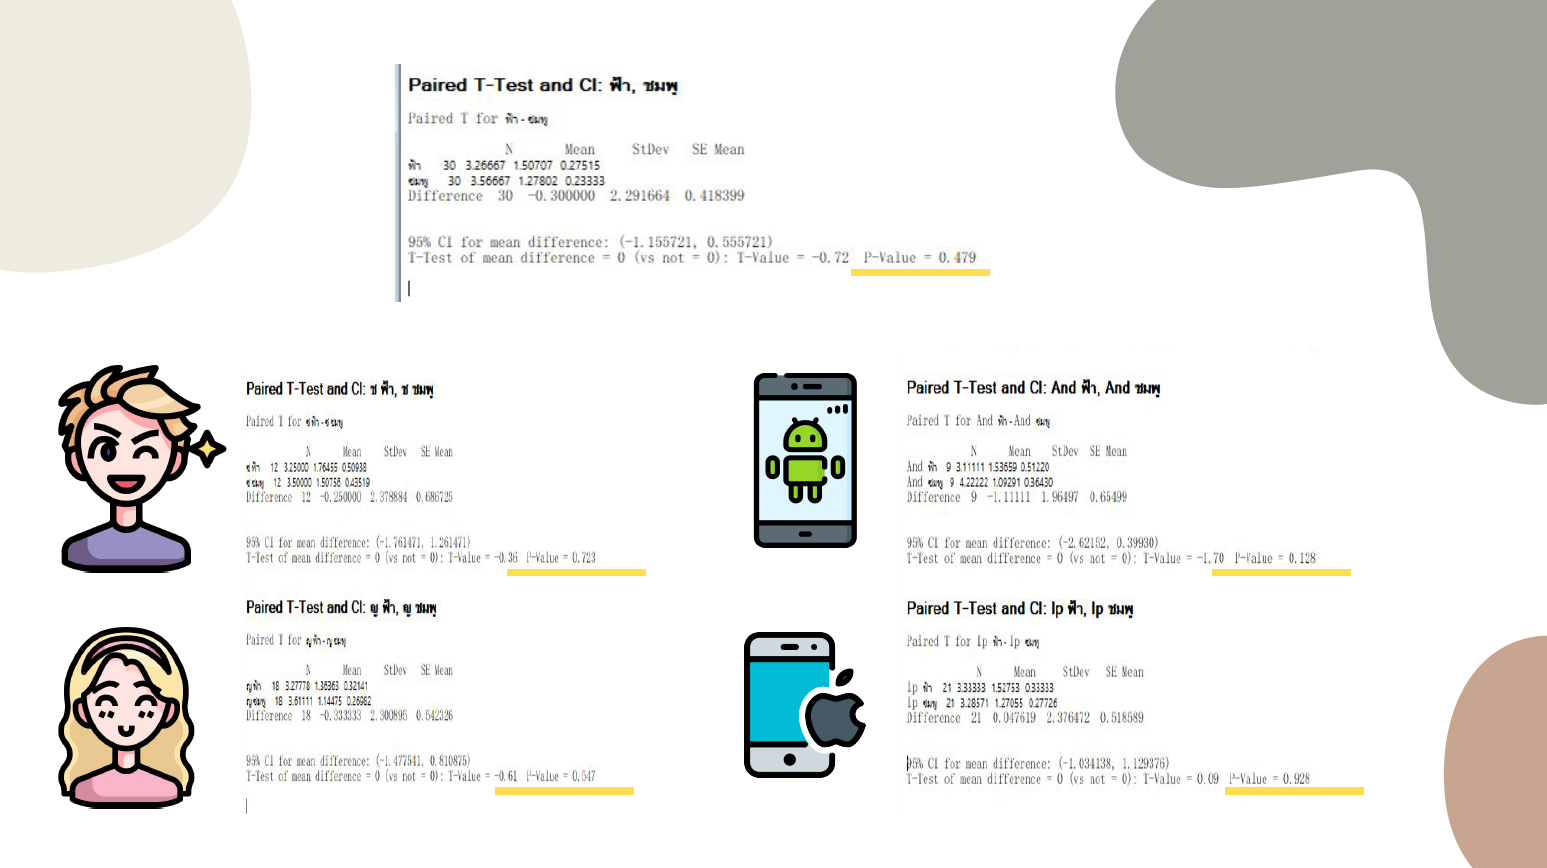 Paired T-Test and CI: ฟ้า, ชมพู
Paired T for ฟ้า - ชมพู
N Mean StDev SE Mean
ฟ้า 30 3.26667 1.50707 0.27515
ชมพู 30 3.56667 1.27802 0.23333
Difference 30 -0.300000 2.291664 0.418399
95% CI for mean difference: (-1.155721, 0.555721)
T-Test of mean difference = 0 (vs not = 0): T-Value = -0.72 P-Value = 0.479
Paired T-Test and CI: ช ฟ้า, ช ชมพู
Paired T for ช ฟ้า - ช ชมพู
N Mean StDev SE Mean
ช ฟ้า 12 3.25000 1.76455 0.50938
ช ชมพู 12 3.50000 1.50756 0.43519
Difference 12 -0.250000 2.378884 0.686725
95% CI for mean difference: (-1.761471, 1.261471)
T-Test of mean difference = 0 (vs not = 0): T-Value = -0.36 P-Value = 0.723
Paired T-Test and CI: ญ ฟ้า, ญ ชมพู
Paired T for ญ ฟ้า - ญ ชมพู
N Mean StDev SE Mean
ญ ฟ้า 18 3.27778 1.36363 0.32141
ญ ชมพู 18 3.61111 1.14475 0.26982
Difference 18 -0.333333 2.300895 0.542326
95% CI for mean difference: (-1.477541, 0.810875)
T-Test of mean difference = 0 (vs not = 0): T-Value = -0.61 P-Value = 0.547
Paired T-Test and CI: And ฟ้า, And ชมพู
Paired T for And ฟ้า - And ชมพู
N Mean StDev SE Mean
And ฟ้า 9 3.11111 1.53659 0.51220
And ชมพู 9 4.22222 1.09291 0.36430
Difference 9 -1.11111 1.96497 0.65499
95% CI for mean difference: (-2.62152, 0.39930)
T-Test of mean difference = 0 (vs not = 0): T-Value = -1.70 P-Value = 0.128
Paired T-Test and CI: Ip ฟ้า, Ip ชมพู
Paired T for Ip ฟ้า - Ip ชมพู
N Mean StDev SE Mean
Ip ฟ้า 21 3.33333 1.52753 0.33333
Ip ชมพู 21 3.28571 1.27055 0.27726
Difference 21 0.047619 2.376472 0.518589
95% CI for mean difference: (-1.034138, 1.129376)
T-Test of mean difference = 0 (vs not = 0): T-Value = 0.09 P-Value = 0.928